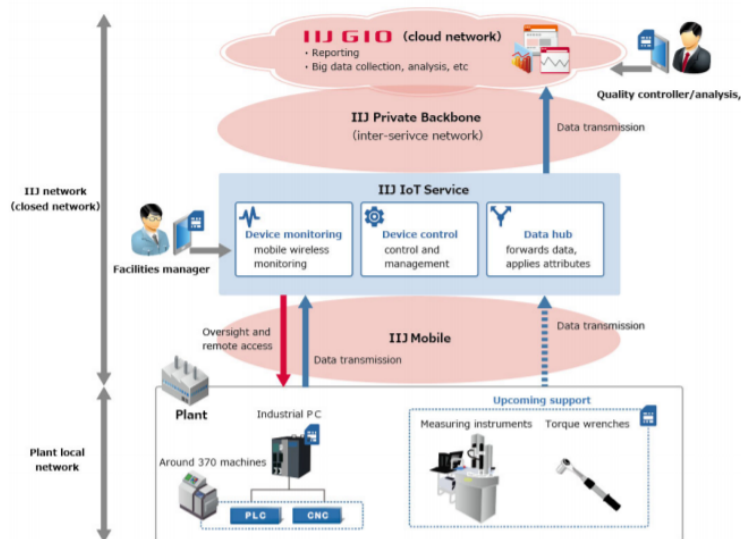 IIJ GIO (cloud network)
・Reporting
・Big data collection, analysis, etc
Quality controller/analysis,
IIJ Private Backbone
(inter-serivce network)
Data transmission
IIJ network
(closed network)
IIJ IoT Service
Device monitoring
mobile wireless
monitoring
Device control
control and
management
Data hub
forwards data,
applies attributes
Facilities manager
Oversight and
remote access
Data transmission
IIJ Mobile
Data transmission
Plant
Plant local
network
Industrial PC
Around 370 machines
PLC
CNC
Upcoming support
Measuring instruments
Torque wrenches